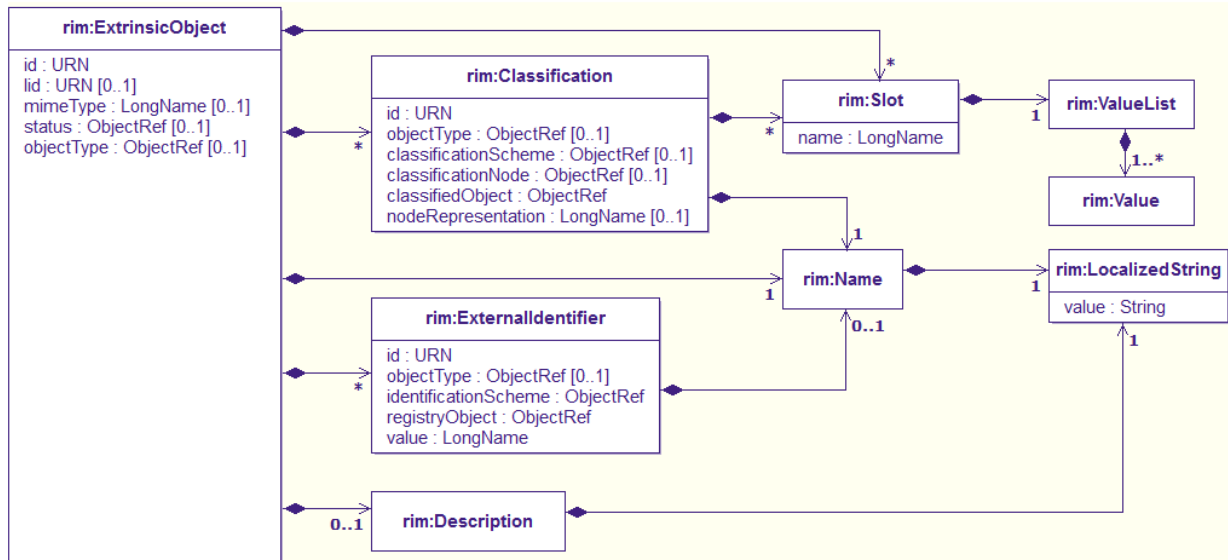 rim:ExtrinsicObject
id : URN
lid : URN [0..1]
mimeType : LongName [0..1]
status : ObjectRef [0..1]
objectType : ObjectRef [0..1]
*
*
1
*
0..1
rim:Classification
id : URN
objectType : ObjectRef [0..1]
classificationScheme : ObjectRef [0..1]
classificationNode : ObjectRef [0..1]
classifiedObject : ObjectRef
nodeRepresentation : LongName [0..1]
*
1
rim:Slot
name : LongName
1
rim:ValueList
1..*
rim:Value
rim:Name
1
rim:LocalizedString
value : String
rim:ExternalIdentifier
id : URN
objectType : ObjectRef [0..1]
identificationScheme : ObjectRef
registryObject : ObjectRef
value : LongName
0..1
rim:Description
1